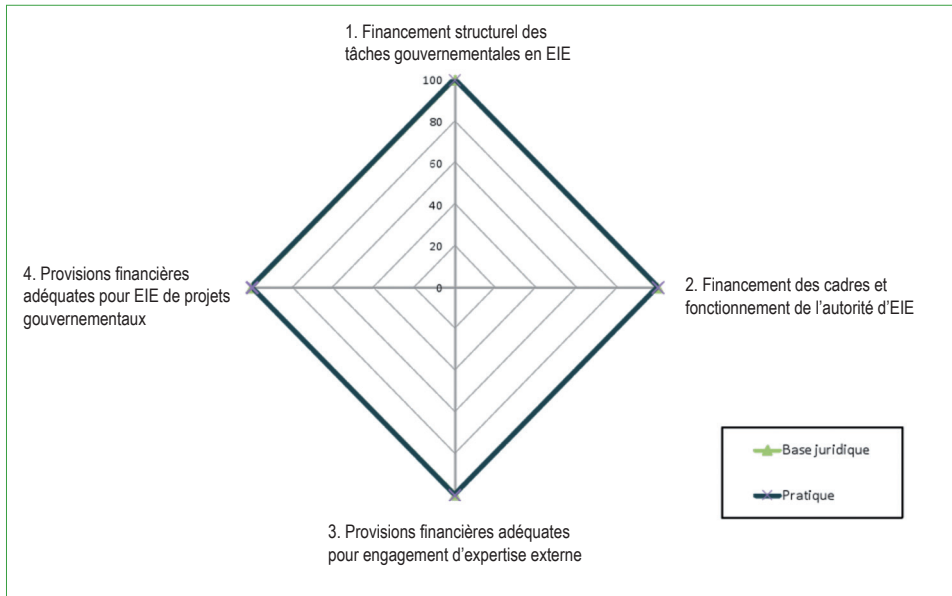 1. Financement structurel des
tâches gouvernementales en EIE
100
80
60
40
20
0
4. Provisions financières
adéquates pour EIE de projets
gouvernementaux
2. Financement des cadres et
fonctionnement de l’autorité d’EIE
Base juridique
Pratique
3. Provisions financières adéquates
pour engagement d’expertise externe